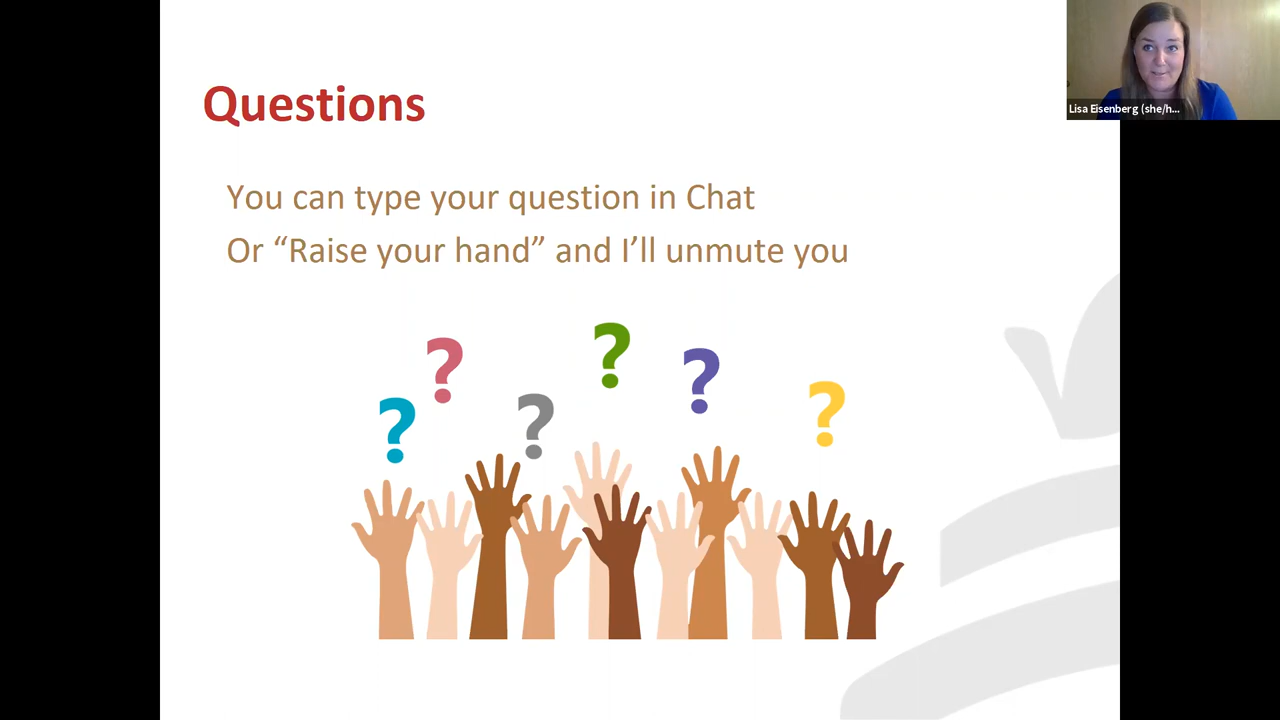 Questions
You can type your question in Chat
Or “Raise your hand” and I’ll unmute you
? ? ? ? ? ?
Lisa Eisenberg (she/h...